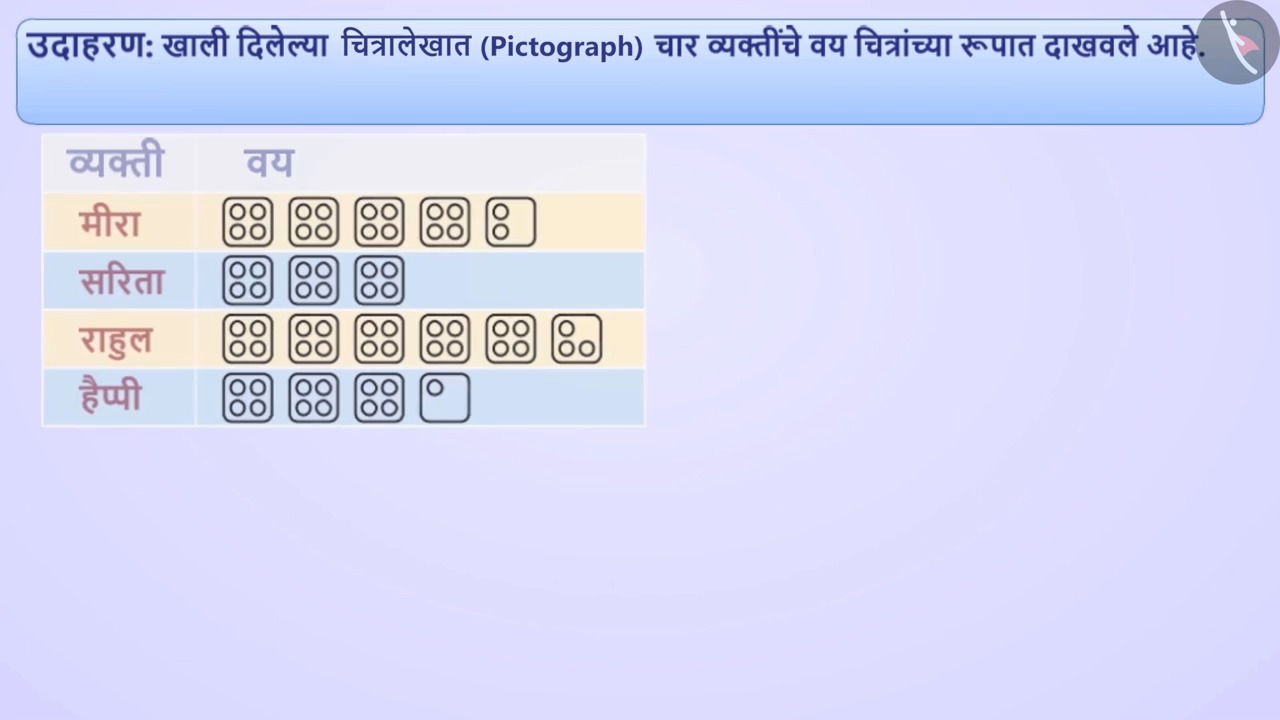 उदाहरण: खाली दिलेल्या चित्रालेखात (Pictograph) चार व्यक्तींचे वय चित्रांच्या रूपात दाखवले आहे.
व्यक्ती वय
मीरा
सरिता
राहुल
हैप्पी